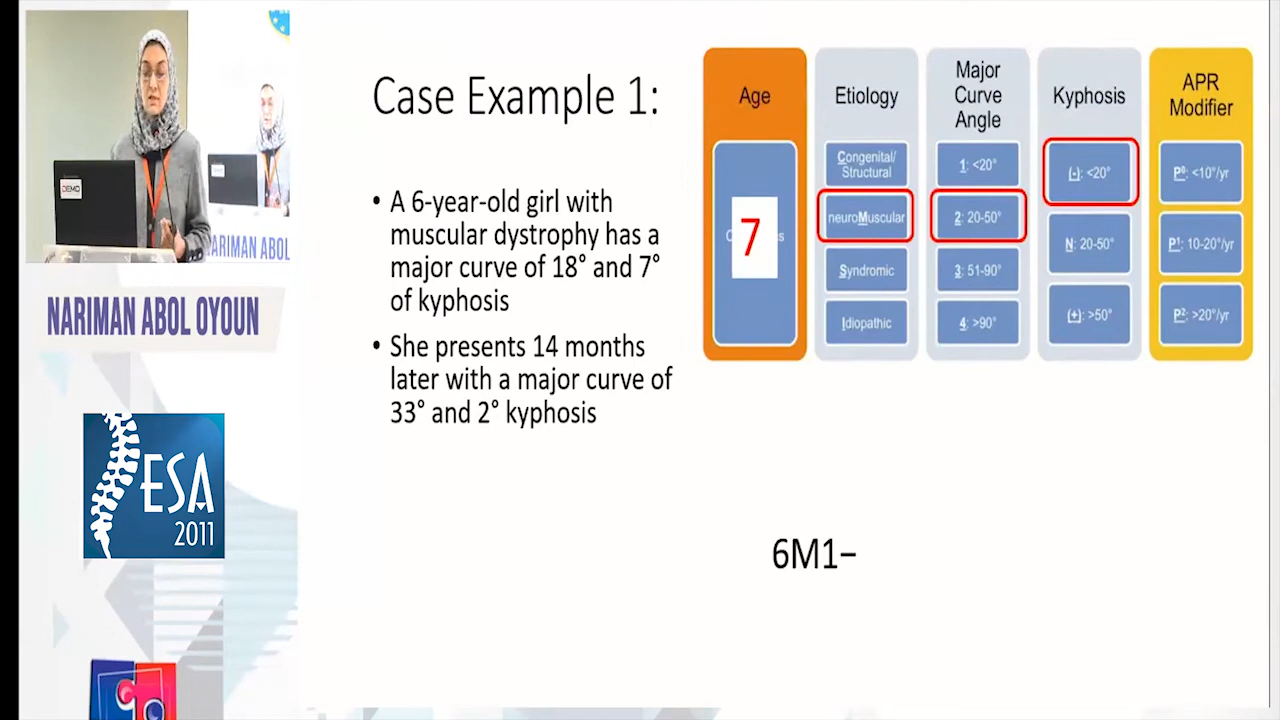 Case Example 1:
• A 6-year-old girl with
muscular dystrophy has a
major curve of 18° and 7°
of kyphosis
• She presents 14 months
later with a major curve of
33° and 2° kyphosis
Age
7
Etiology
Congenital/
Structural
neuroMuscular
Syndromic
Idiopathic
Major
Curve
Angle
1: <20°
2: 20-50°
3: 51-90°
4: >90°
Kyphosis
(-): <20°
N: 20-50°
(+): >50°
APR
Modifier
P⁰: <10°/yr
P¹: 10-20°/yr
P²: >20°/yr
6M1−
DEMO
NARIMAN ABOL
NARIMAN ABOL OYOUN
ESA
2011